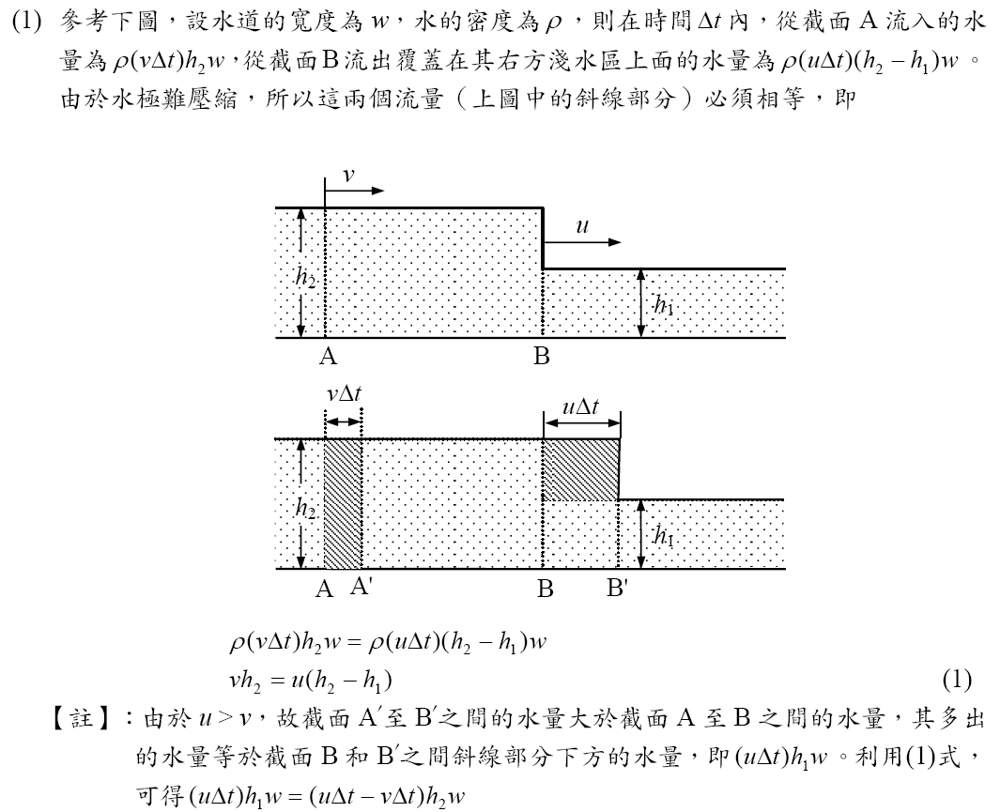 (1) 參考下圖，設水道的寬度為 w，水的密度為 ρ ，則在時間 Δt 內，從截面 A 流入的水
量為 ρ(vΔt)h₂w，從截面 B 流出覆蓋在其右方淺水區上面的水量為 ρ(uΔt)(h₂ − h₁)w 。
由於水極難壓縮，所以這兩個流量（上圖中的斜線部分）必須相等，即
v
u
h₂
h₁
A
B
vΔt
uΔt
h₂
h₁
A
A'
B
B'
ρ(vΔt)h₂w = ρ(uΔt)(h₂ − h₁)w
vh₂ = u(h₂ − h₁) (1)
【註】：由於 u > v，故截面 A′至 B′之間的水量大於截面 A 至 B 之間的水量，其多出
的水量等於截面 B 和 B′之間斜線部分下方的水量，即 (uΔt)h₁w 。利用(1)式，
可得 (uΔt)h₁w = (uΔt − vΔt)h₂w